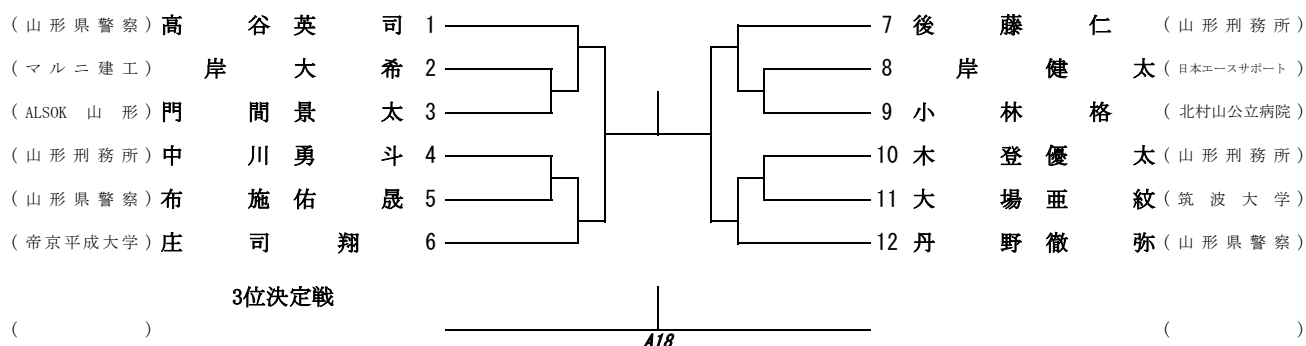 (山形県警察) 高谷英司 1 7 後藤仁 (山形刑務所)
(マルニ建工) 岸大希 2 8 岸健太 (日本エースサポート)
(ALSOK 山形) 門間景太 3 9 小林格 (北村山公立病院)
(山形刑務所) 中川勇斗 4 10 木登優太 (山形刑務所)
(山形県警察) 布施佑晟 5 11 大場亜紋 (筑波大学)
(帝京平成大学) 庄司翔 6 12 丹野徹弥 (山形県警察)
3位決定戦
( ) A18 ( )